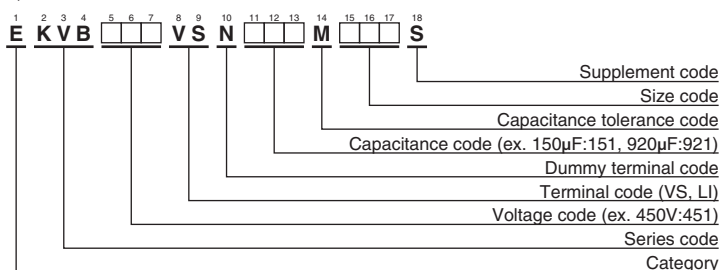 1 2 3 4 5 6 7 8 9 10 11 12 13 14 15 16 17 18
E KVB □□□ VS N □□□ M □□□ S
Supplement code
Size code
Capacitance tolerance code
Capacitance code (ex. 150µF:151, 920µF:921)
Dummy terminal code
Terminal code (VS, LI)
Voltage code (ex. 450V:451)
Series code
Category